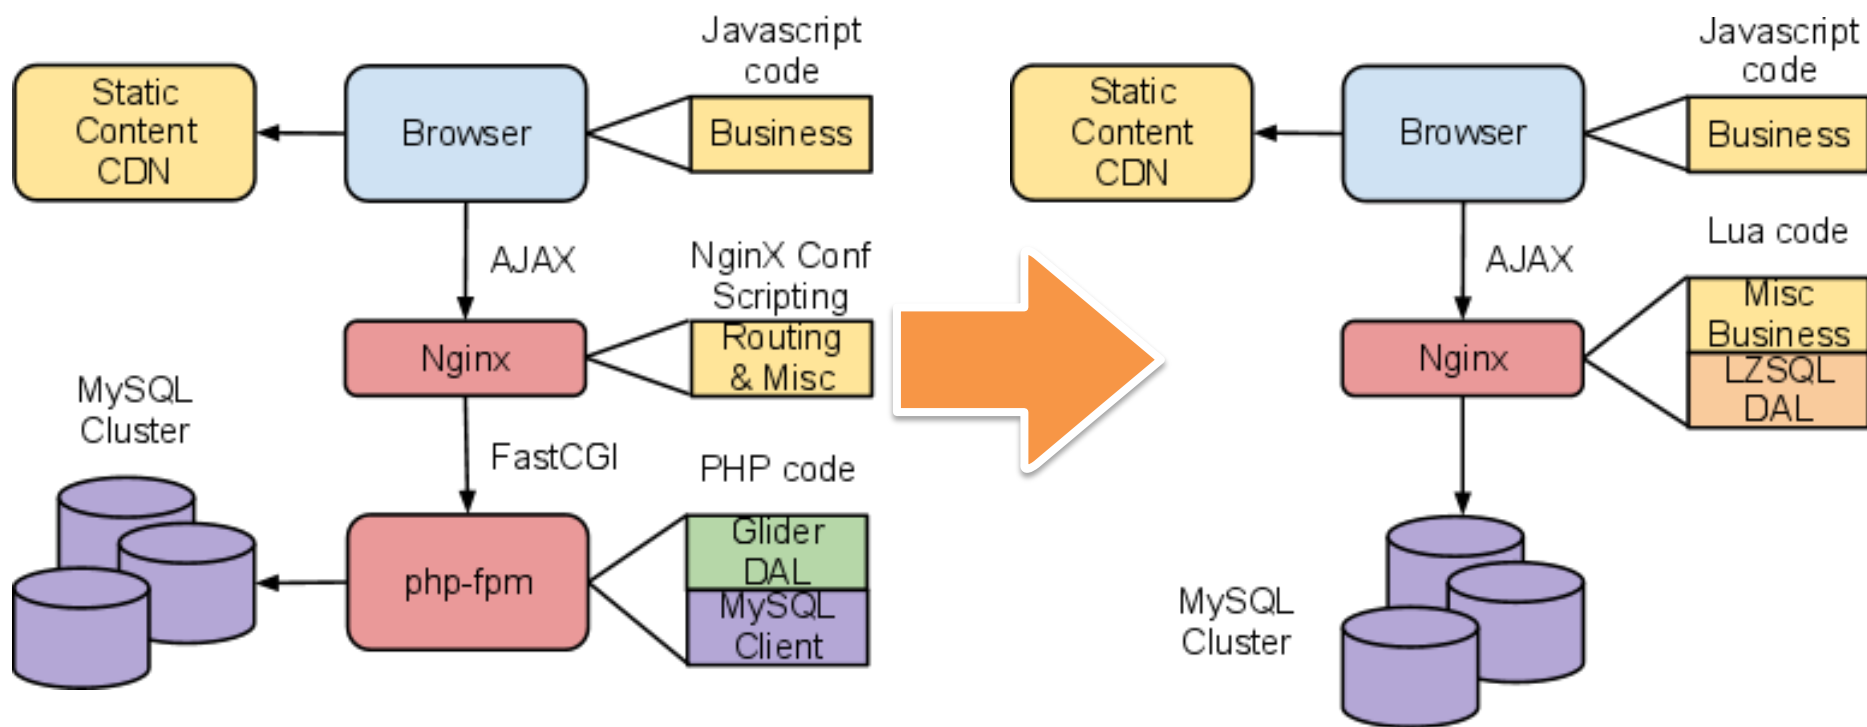 Javascript
code
Static
Content
CDN
Browser
Business
AJAX
NginX Conf
Scripting
Nginx
Routing
& Misc
MySQL
Cluster
FastCGI
PHP code
php-fpm
Glider
DAL
MySQL
Client
Javascript
code
Static
Content
CDN
Browser
Business
AJAX
Lua code
Nginx
Misc
Business
LZSQL
DAL
MySQL
Cluster